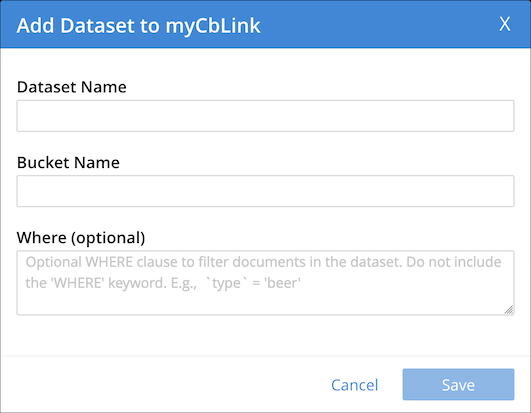 Add Dataset to myCbLink
X
Dataset Name
Bucket Name
Where (optional)
Optional WHERE clause to filter documents in the dataset. Do not include
the 'WHERE' keyword. E.g., `type` = 'beer'
Cancel
Save